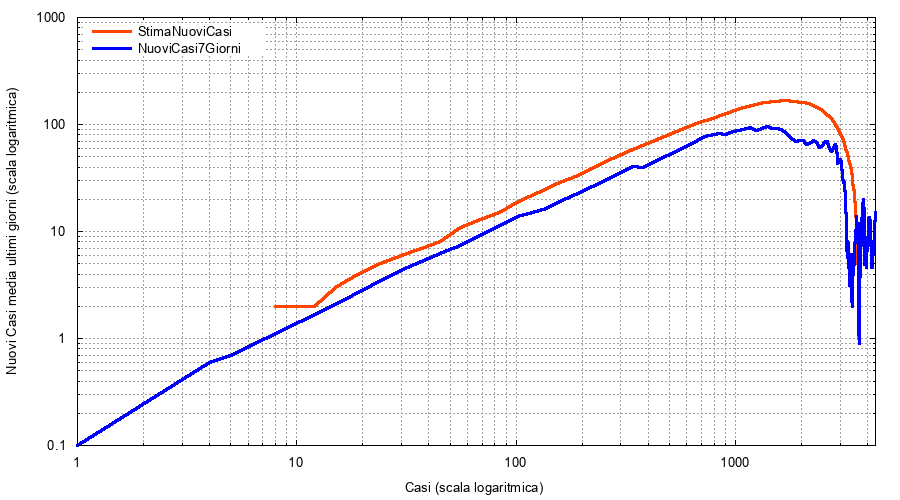 1000
StimaNuoviCasi
NuoviCasi7Giorni
100
Nuovi Casi media ultimi giorni (scala logaritmica)
10
1
0.1
1 10 100 1000
Casi (scala logaritmica)